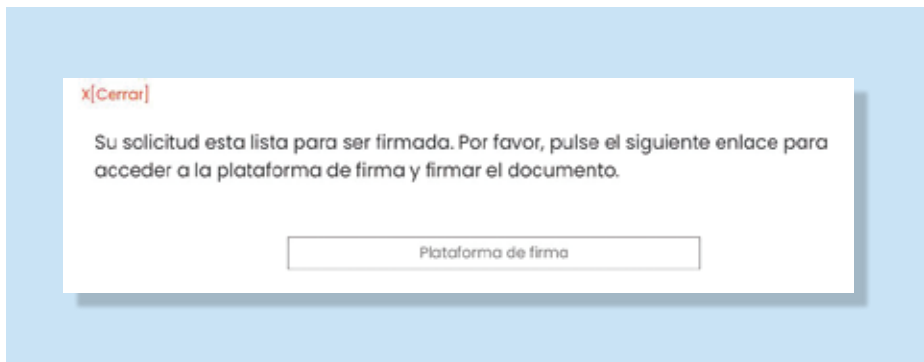 X[Cerrar]
Su solicitud esta lista para ser firmada. Por favor, pulse el siguiente enlace para
acceder a la plataforma de firma y firmar el documento.
Plataforma de firma